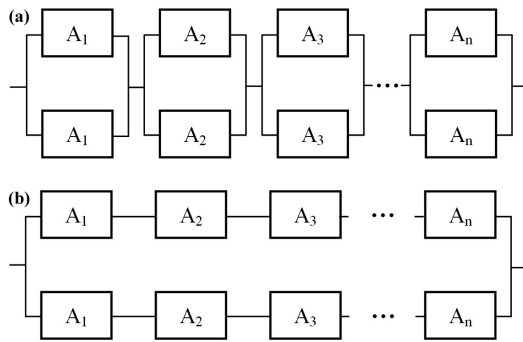 (a)
A₁ A₂ A₃ ··· Aₙ
A₁ A₂ A₃ Aₙ
(b)
A₁ A₂ A₃ ··· Aₙ
A₁ A₂ A₃ ··· Aₙ